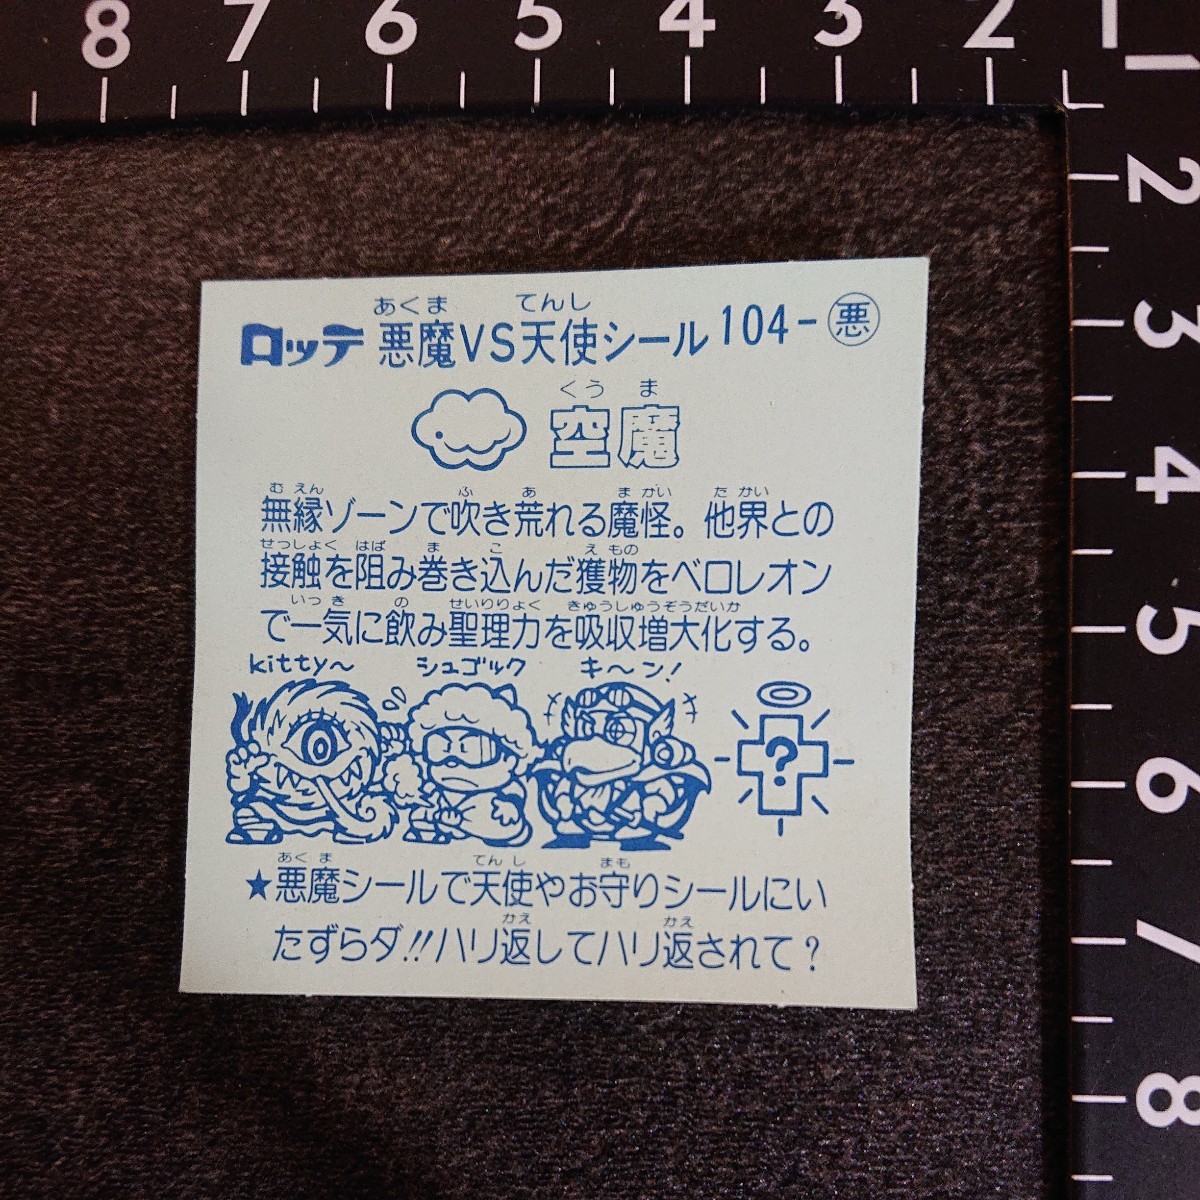 8 7 6 5 4 3 2 1
1
2
3
4
5
6
7
8
あくま てんし
ロッテ 悪魔VS天使シール 104-悪
くうま
空魔
むえん ふ あ まかい たかい
無縁ゾーンで吹き荒れる魔怪。他界との
せっしょく はば ま こ えもの
接触を阻み巻き込んだ獲物をベロレオン
いっき の せいりりょく きゅうしゅうぞうだいか
で一気に飲み聖理力を吸収増大化する。
kitty〜 シュゴック キ〜ン!
?
あくま てんし まも
★悪魔シールで天使やお守りシールにい
かえ かえ
たずらダ!!ハリ返してハリ返されて?